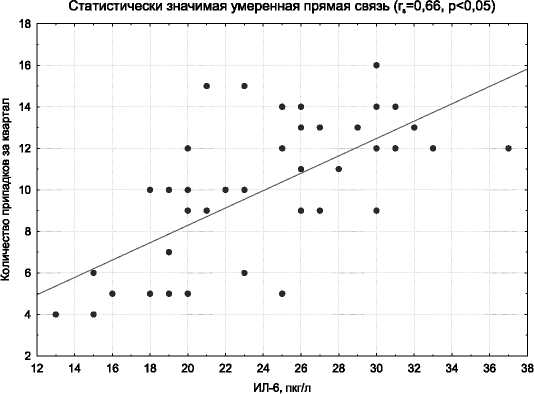 Статистически значимая умеренная прямая связь (rs=0,66, p<0,05)
Количество припадков за квартал
18
16
14
12
10
8
6
4
2
12 14 16 18 20 22 24 26 28 30 32 34 36 38
ИЛ-6, пкг/л